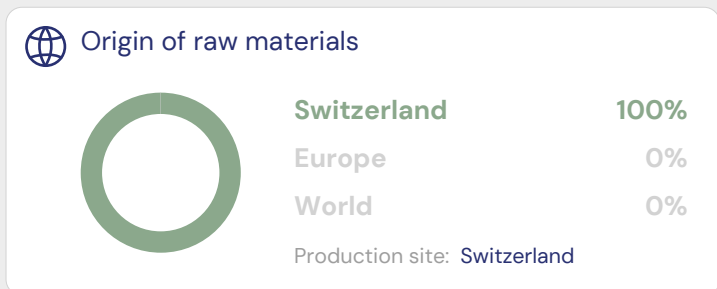 Origin of raw materials
Switzerland 100%
Europe 0%
World 0%
Production site: Switzerland